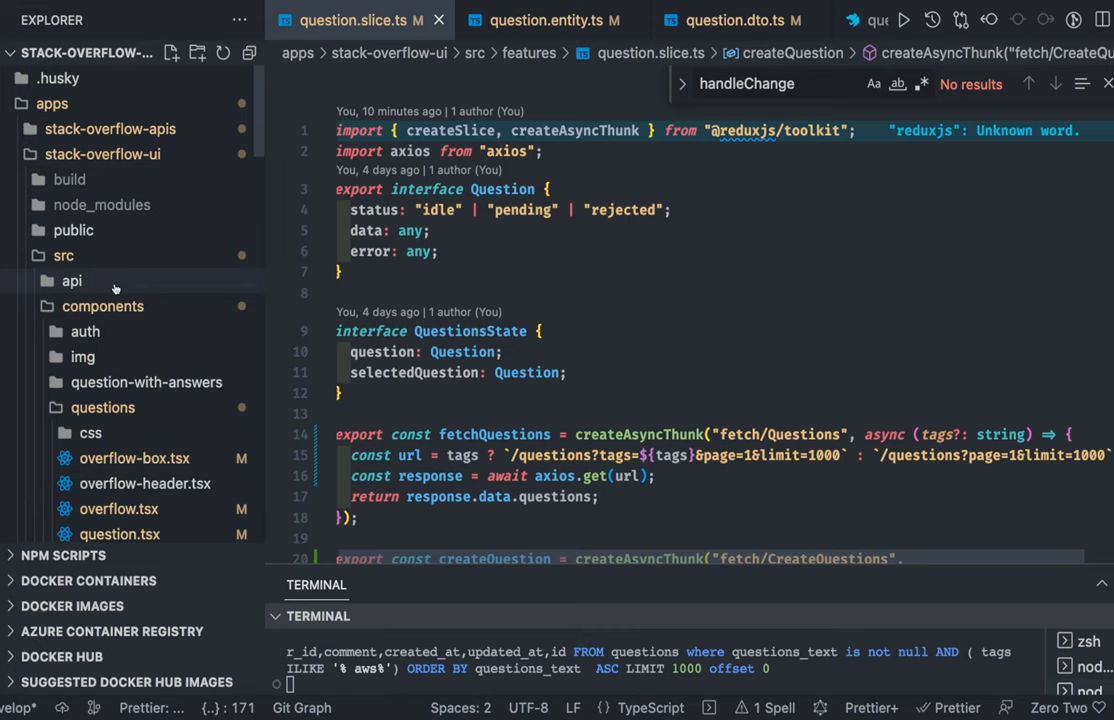 EXPLORER
question.slice.ts M
question.entity.ts M
question.dto.ts M
STACK-OVERFLOW-...
apps > stack-overflow-ui > src > features > question.slice.ts > createQuestion > createAsyncThunk("fetch/CreateQu
handleChange
Aa ab No results
.husky
apps
stack-overflow-apis
stack-overflow-ui
build
node_modules
public
src
api
components
auth
img
question-with-answers
questions
css
overflow-box.tsx M
overflow-header.tsx
overflow.tsx M
question.tsx M
NPM SCRIPTS
DOCKER CONTAINERS
DOCKER IMAGES
AZURE CONTAINER REGISTRY
DOCKER HUB
SUGGESTED DOCKER HUB IMAGES
You, 10 minutes ago | 1 author (You)
1 import { createSlice, createAsyncThunk } from "@reduxjs/toolkit"; "reduxjs": Unknown word.
2 import axios from "axios";
You, 4 days ago | 1 author (You)
3 export interface Question {
4 status: "idle" | "pending" | "rejected";
5 data: any;
6 error: any;
7 }
8
You, 4 days ago | 1 author (You)
9 interface QuestionsState {
10 question: Question;
11 selectedQuestion: Question;
12 }
13
14 export const fetchQuestions = createAsyncThunk("fetch/Questions", async (tags?: string) => {
15 const url = tags ? `/questions?tags=${tags}&page=1&limit=1000` : `/questions?page=1&limit=1000`
16 const response = await axios.get(url);
17 return response.data.questions;
18 });
19
20 export const createQuestion = createAsyncThunk("fetch/CreateQuestions",
TERMINAL
TERMINAL
r_id,comment,created_at,updated_at,id FROM questions where questions_text is not null AND ( tags
ILIKE '% aws%') ORDER BY questions_text ASC LIMIT 1000 offset 0
zsh
nod...
nod
velop* Prettier: ... {..} : 171 Git Graph Spaces: 2 UTF-8 LF {} TypeScript 1 Spell Prettier+ Prettier Zero Two